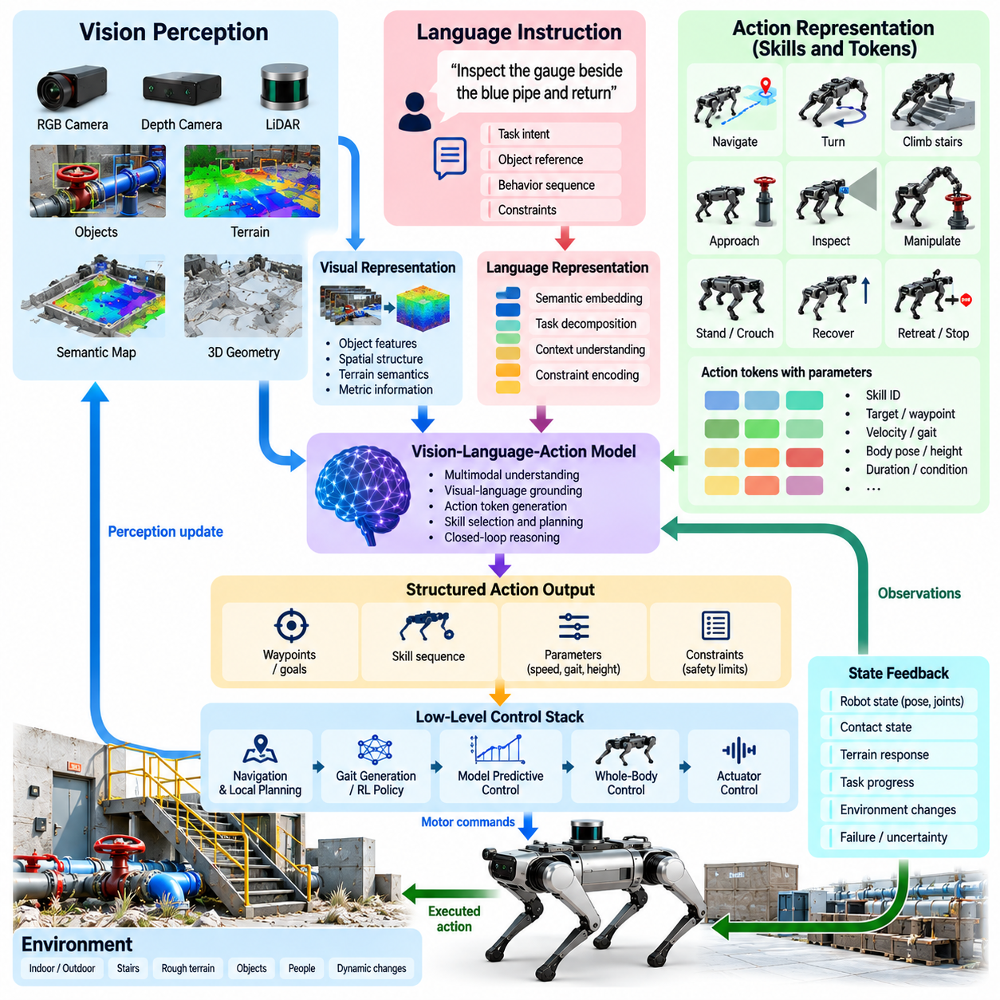 Vision Perception
RGB Camera
Depth Camera
LiDAR
Objects
Terrain
Semantic Map
3D Geometry
Language Instruction
“Inspect the gauge beside
the blue pipe and return”
Task intent
Object reference
Behavior sequence
Constraints
Action Representation
(Skills and Tokens)
Navigate
Turn
Climb stairs
Approach
Inspect
Manipulate
Stand / Crouch
Recover
Retreat / Stop
Action tokens with parameters
• Skill ID
• Target / waypoint
• Velocity / gait
• Body pose / height
• Duration / condition
• ...
Visual Representation
• Object features
• Spatial structure
• Terrain semantics
• Metric information
Language Representation
Semantic embedding
Task decomposition
Context understanding
Constraint encoding
Vision-Language-Action Model
• Multimodal understanding
• Visual-language grounding
• Action token generation
• Skill selection and planning
• Closed-loop reasoning
Perception update
Observations
Structured Action Output
Waypoints
/ goals
Skill sequence
Parameters
(speed, gait, height)
Constraints
(safety limits)
Low-Level Control Stack
Navigation
& Local Planning
Gait Generation
/ RL Policy
Model Predictive
Control
Whole-Body
Control
Actuator
Control
State Feedback
Robot state (pose, joints)
Contact state
Terrain response
Task progress
Environment changes
Failure / uncertainty
Motor commands
Executed
action
Environment
Indoor / Outdoor
Stairs
Rough terrain
Objects
People
Dynamic changes